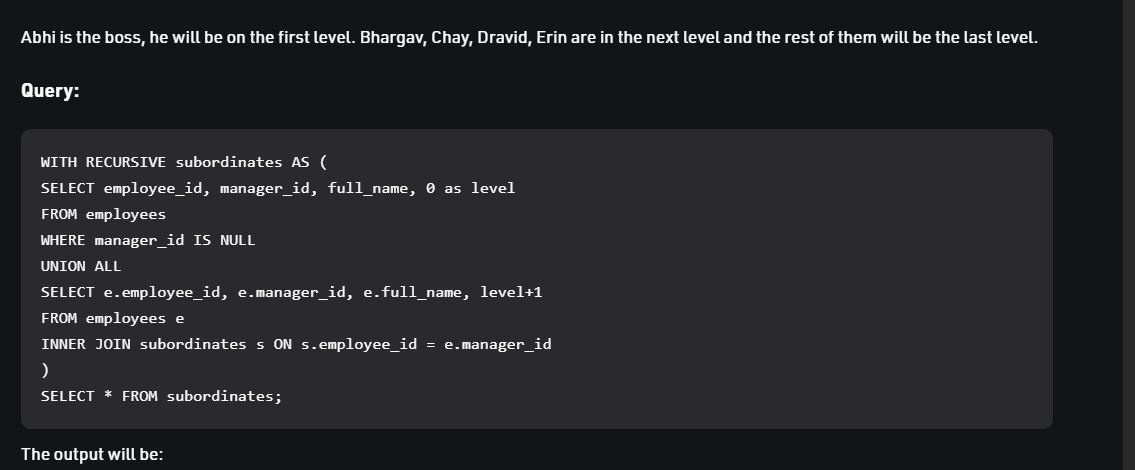 Abhi is the boss, he will be on the first level. Bhargav, Chay, Dravid, Erin are in the next level and the rest of them will be the last level.
Query:
WITH RECURSIVE subordinates AS (
SELECT employee_id, manager_id, full_name, 0 as level
FROM employees
WHERE manager_id IS NULL
UNION ALL
SELECT e.employee_id, e.manager_id, e.full_name, level+1
FROM employees e
INNER JOIN subordinates s ON s.employee_id = e.manager_id
)
SELECT * FROM subordinates;
The output will be: